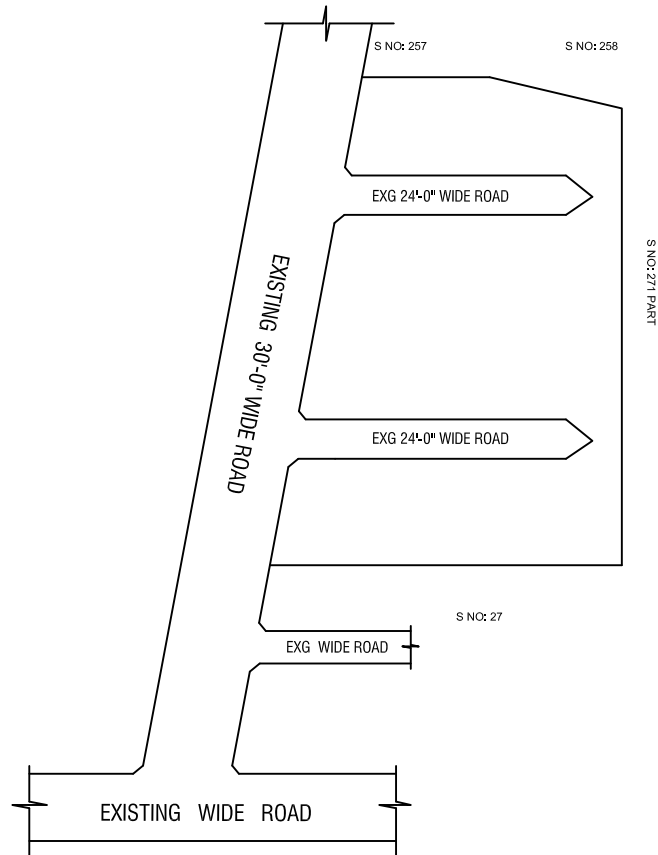 S NO: 257
S NO: 258
EXG 24'-0" WIDE ROAD
S NO: 271 PART
EXISTING 30'-0" WIDE ROAD
EXG 24'-0" WIDE ROAD
S NO: 27
EXG WIDE ROAD
EXISTING WIDE ROAD